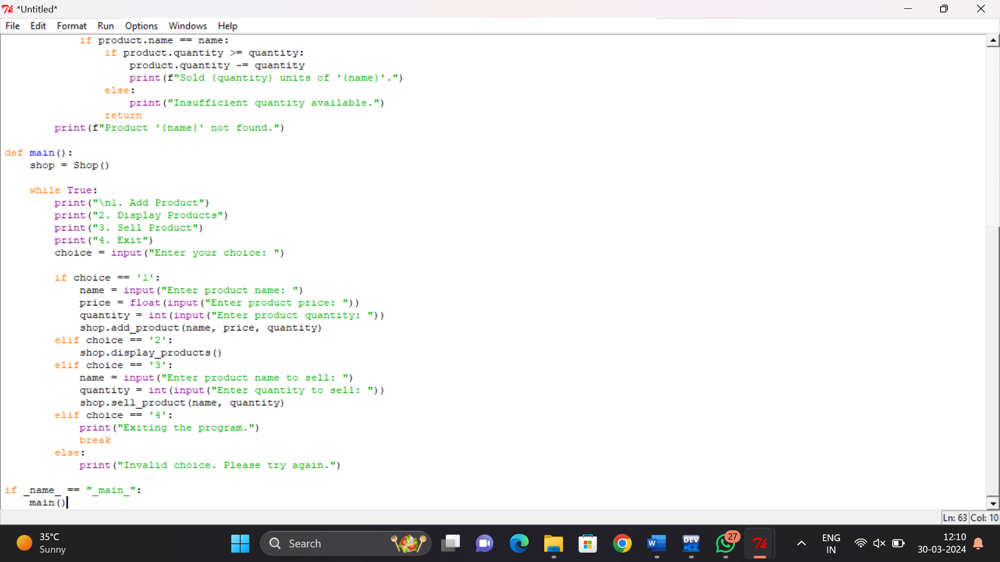 *Untitled*
File Edit Format Run Options Windows Help
            if product.name == name:
                if product.quantity >= quantity:
                    product.quantity -= quantity
                    print(f"Sold {quantity} units of '{name}'.")
                else:
                    print("Insufficient quantity available.")
                return
        print(f"Product '{name}' not found.")

def main():
    shop = Shop()

    while True:
        print("\n1. Add Product")
        print("2. Display Products")
        print("3. Sell Product")
        print("4. Exit")
        choice = input("Enter your choice: ")

        if choice == '1':
            name = input("Enter product name: ")
            price = float(input("Enter product price: "))
            quantity = int(input("Enter product quantity: "))
            shop.add_product(name, price, quantity)
        elif choice == '2':
            shop.display_products()
        elif choice == '3':
            name = input("Enter product name to sell: ")
            quantity = int(input("Enter quantity to sell: "))
            shop.sell_product(name, quantity)
        elif choice == '4':
            print("Exiting the program.")
            break
        else:
            print("Invalid choice. Please try again.")

if _name_ == "_main_":
    main()
Ln: 63 Col: 10
35°C
Sunny
Search
W
DEV
C++
27
ENG
IN
12:10
30-03-2024